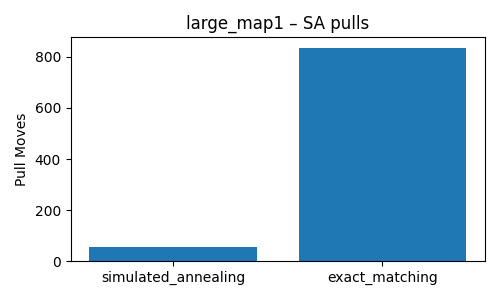 large_map1 – SA pulls
Pull Moves
800
600
400
200
0
simulated_annealing
exact_matching